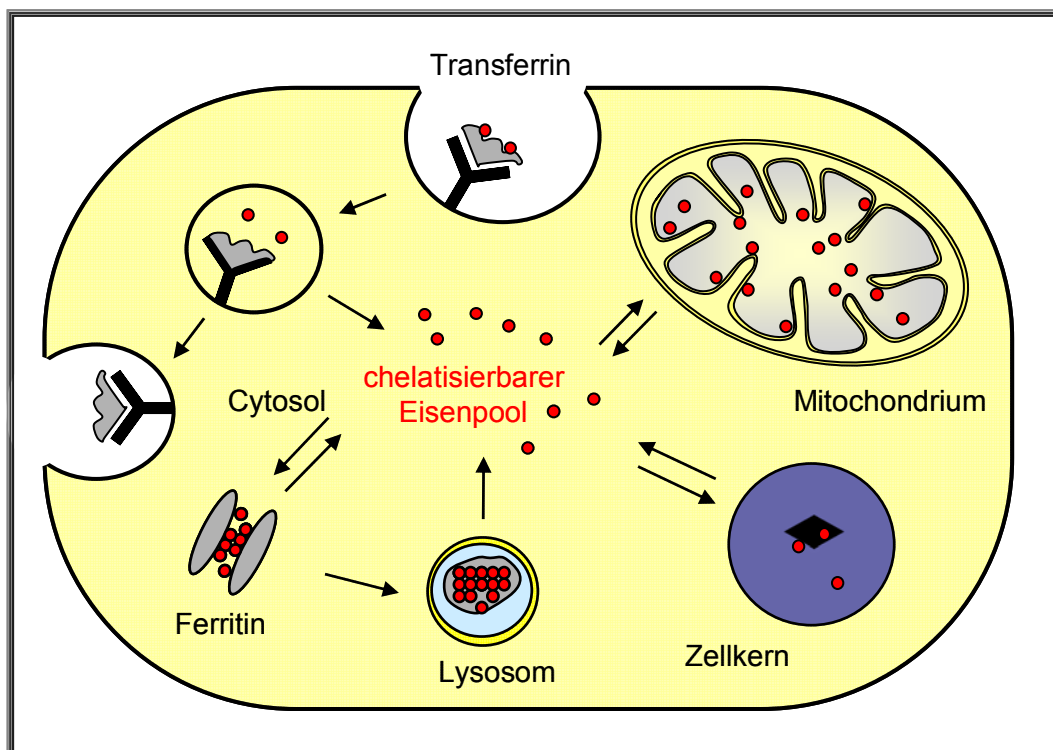 Transferrin
chelatisierbarer
Eisenpool
Cytosol
Mitochondrium
Ferritin
Lysosom
Zellkern